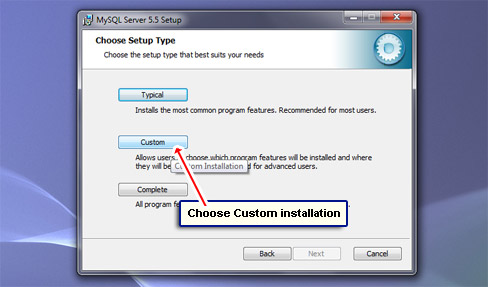 MySQL Server 5.5 Setup
Choose Setup Type
Choose the setup type that best suits your needs
Typical
Installs the most common program features. Recommended for most users.
Custom
Allows users choose which program features will be installed and where
they will be for advanced users.
Custom Installation
Complete
All program
Choose Custom installation
Back
Next
Cancel